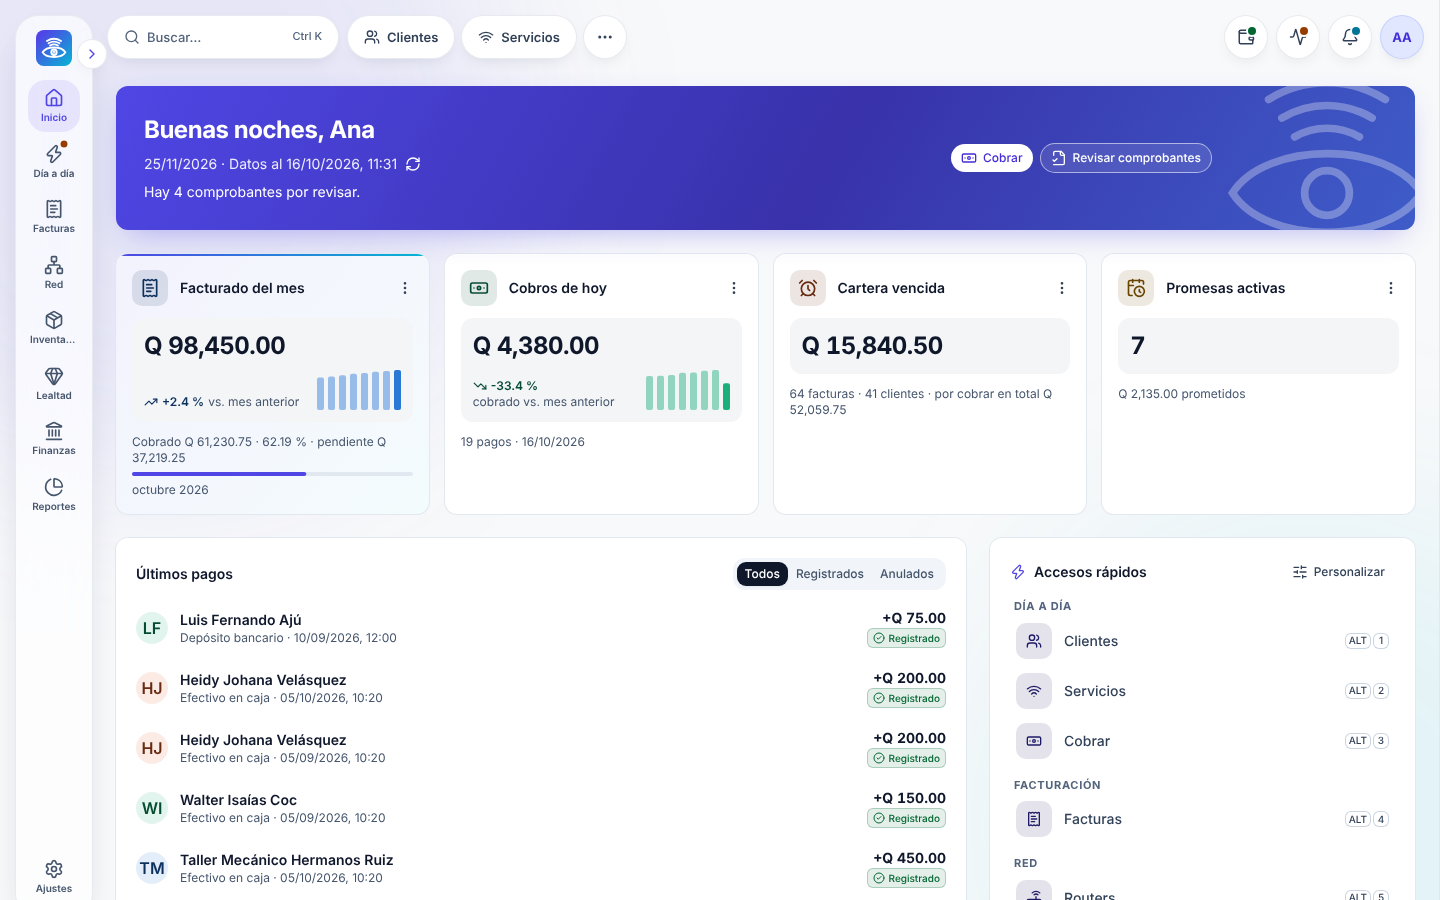 Buscar...
Ctrl K
Clientes
Servicios
AA
Inicio
Día a día
Facturas
Red
Inventa...
Lealtad
Finanzas
Reportes
Ajustes
Buenas noches, Ana
25/11/2026 · Datos al 16/10/2026, 11:31
Hay 4 comprobantes por revisar.
Cobrar
Revisar comprobantes
Facturado del mes
Q 98,450.00
+2.4 % vs. mes anterior
Cobrado Q 61,230.75 · 62.19 % · pendiente Q
37,219.25
octubre 2026
Cobros de hoy
Q 4,380.00
-33.4 %
cobrado vs. mes anterior
19 pagos · 16/10/2026
Cartera vencida
Q 15,840.50
64 facturas · 41 clientes · por cobrar en total Q
52,059.75
Promesas activas
7
Q 2,135.00 prometidos
Últimos pagos
Todos
Registrados
Anulados
LF
Luis Fernando Ajú
Depósito bancario · 10/09/2026, 12:00
+Q 75.00
Registrado
HJ
Heidy Johana Velásquez
Efectivo en caja · 05/10/2026, 10:20
+Q 200.00
Registrado
HJ
Heidy Johana Velásquez
Efectivo en caja · 05/09/2026, 10:20
+Q 200.00
Registrado
WI
Walter Isaías Coc
Efectivo en caja · 05/09/2026, 10:20
+Q 150.00
Registrado
TM
Taller Mecánico Hermanos Ruiz
Efectivo en caja · 05/10/2026, 10:20
+Q 450.00
Registrado
Accesos rápidos
Personalizar
DÍA A DÍA
Clientes
ALT 1
Servicios
ALT 2
Cobrar
ALT 3
FACTURACIÓN
Facturas
ALT 4
RED
Routers
ALT 5